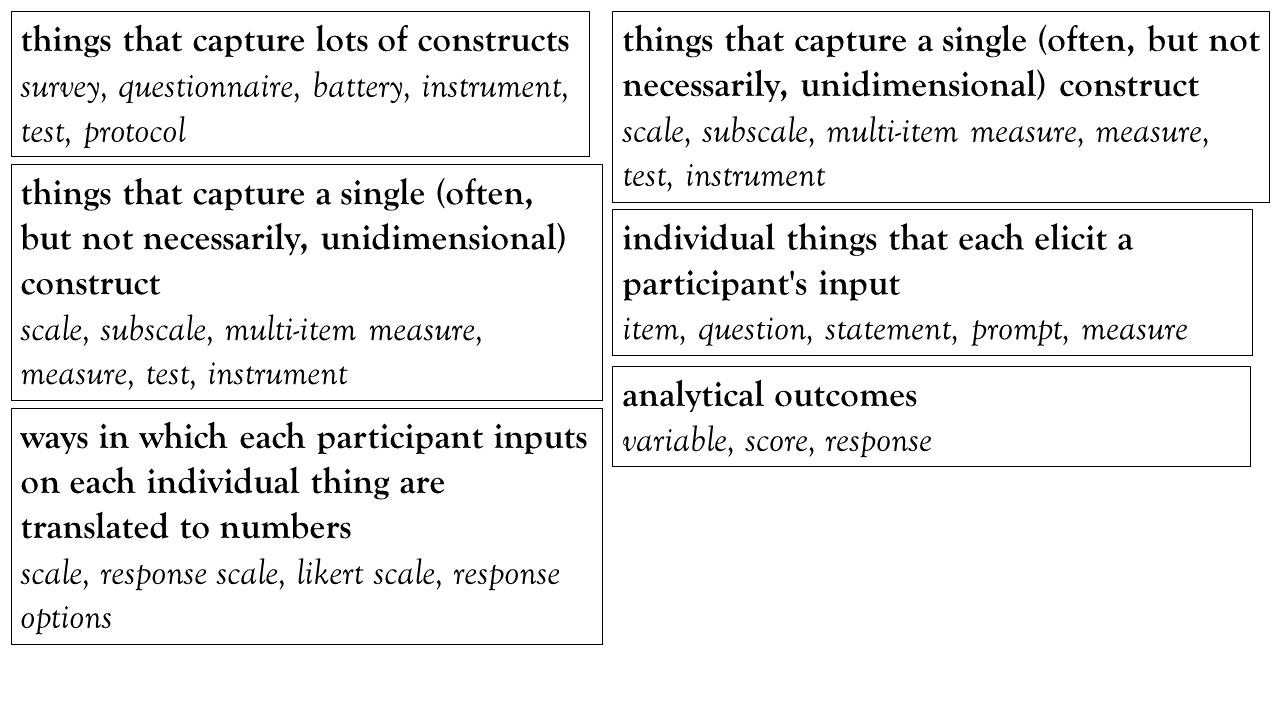 things that capture lots of constructs
survey, questionnaire, battery, instrument,
test, protocol
things that capture a single (often,
but not necessarily, unidimensional)
construct
scale, subscale, multi-item measure,
measure, test, instrument
ways in which each participant inputs
on each individual thing are
translated to numbers
scale, response scale, likert scale, response
options
things that capture a single (often, but not
necessarily, unidimensional) construct
scale, subscale, multi-item measure, measure,
test, instrument
individual things that each elicit a
participant's input
item, question, statement, prompt, measure
analytical outcomes
variable, score, response